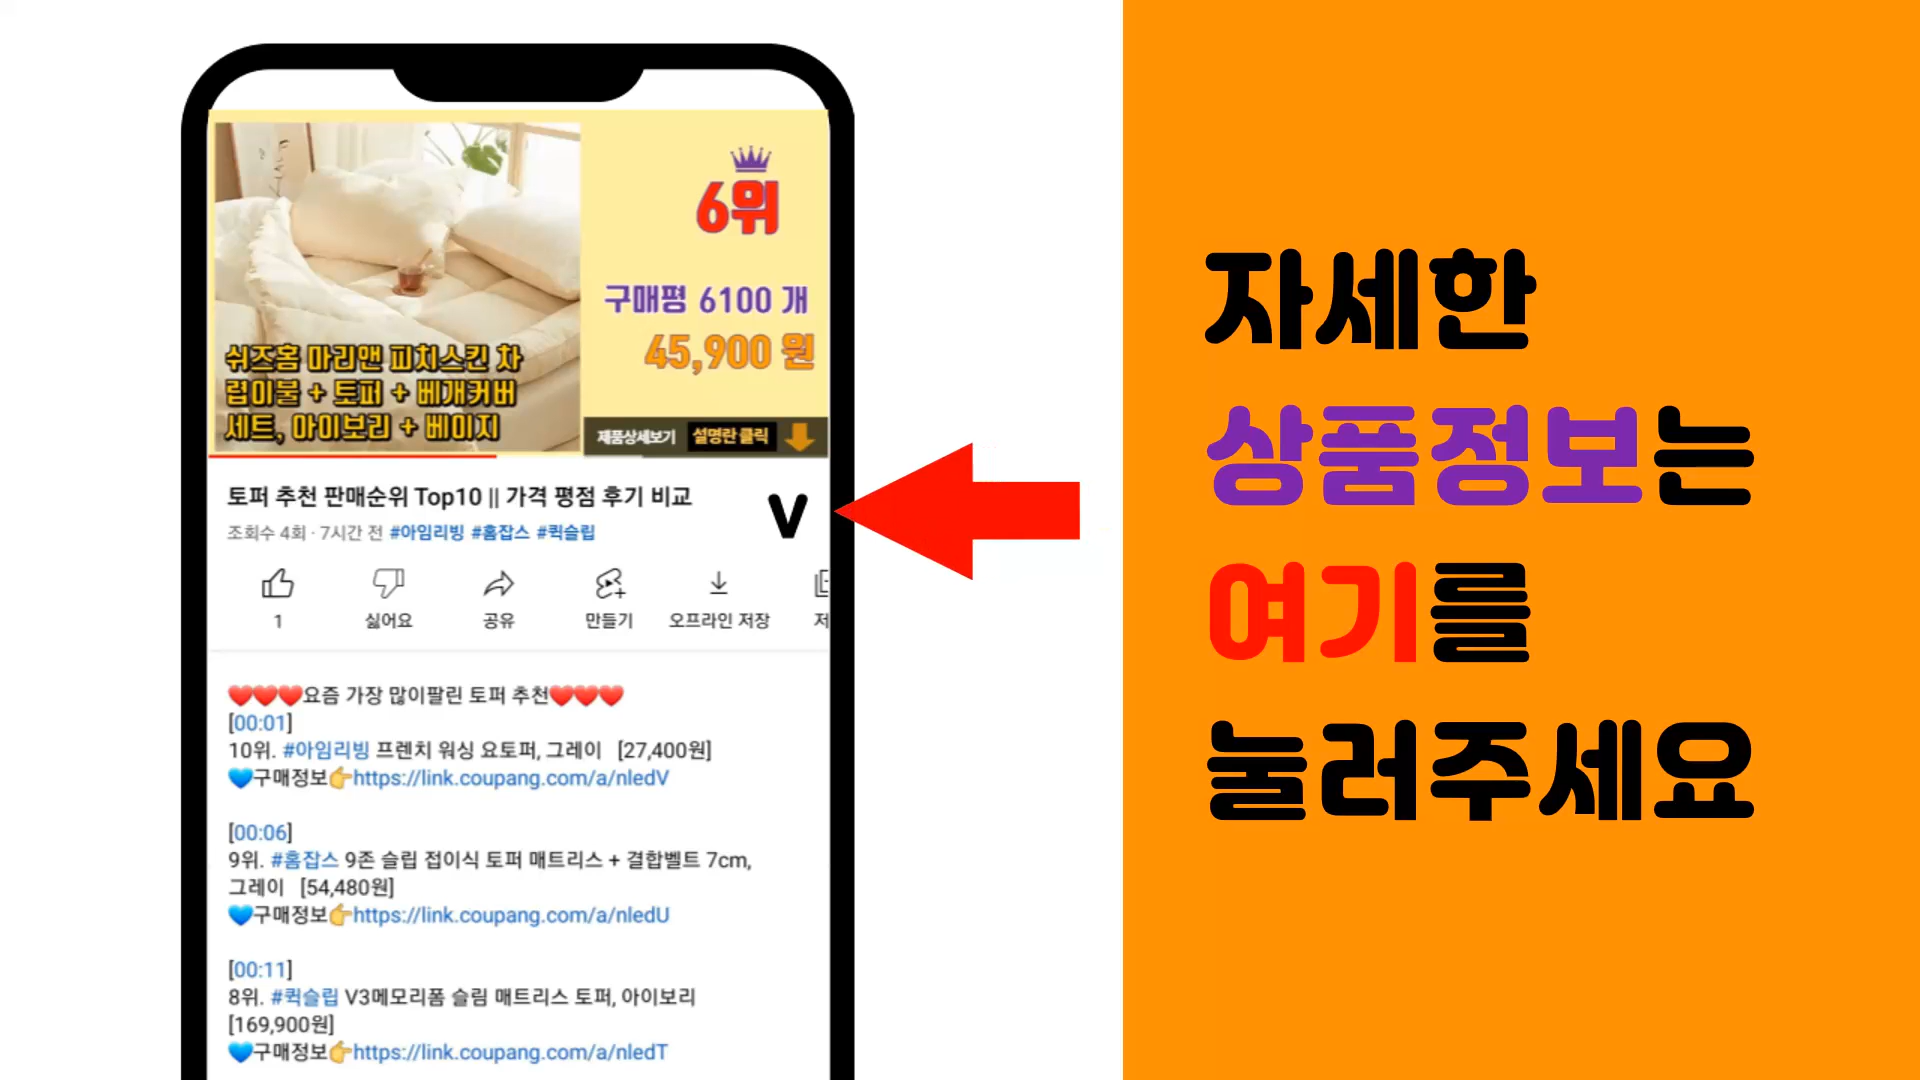 6위
구매평 6100 개
45,900 원
쉬즈홈 마리앤 피치스킨 차
렵이불 + 토퍼 + 베개커버
세트, 아이보리 + 베이지
제품상세보기 설명란 클릭
토퍼 추천 판매순위 Top10 || 가격 평점 후기 비교
V
조회수 4회 · 7시간 전 #아임리빙 #홈잡스 #퀵슬립
1 싫어요 공유 만들기 오프라인 저장 저
❤️❤️❤️요즘 가장 많이팔린 토퍼 추천❤️❤️❤️
[00:01]
10위. #아임리빙 프렌치 워싱 요토퍼, 그레이 [27,400원]
💙구매정보👉https://link.coupang.com/a/nledV
[00:06]
9위. #홈잡스 9존 슬립 접이식 토퍼 매트리스 + 결합벨트 7cm,
그레이 [54,480원]
💙구매정보👉https://link.coupang.com/a/nledU
[00:11]
8위. #퀵슬립 V3메모리폼 슬림 매트리스 토퍼, 아이보리
[169,900원]
💙구매정보👉https://link.coupang.com/a/nledT
자세한
상품정보는
여기를
눌러주세요